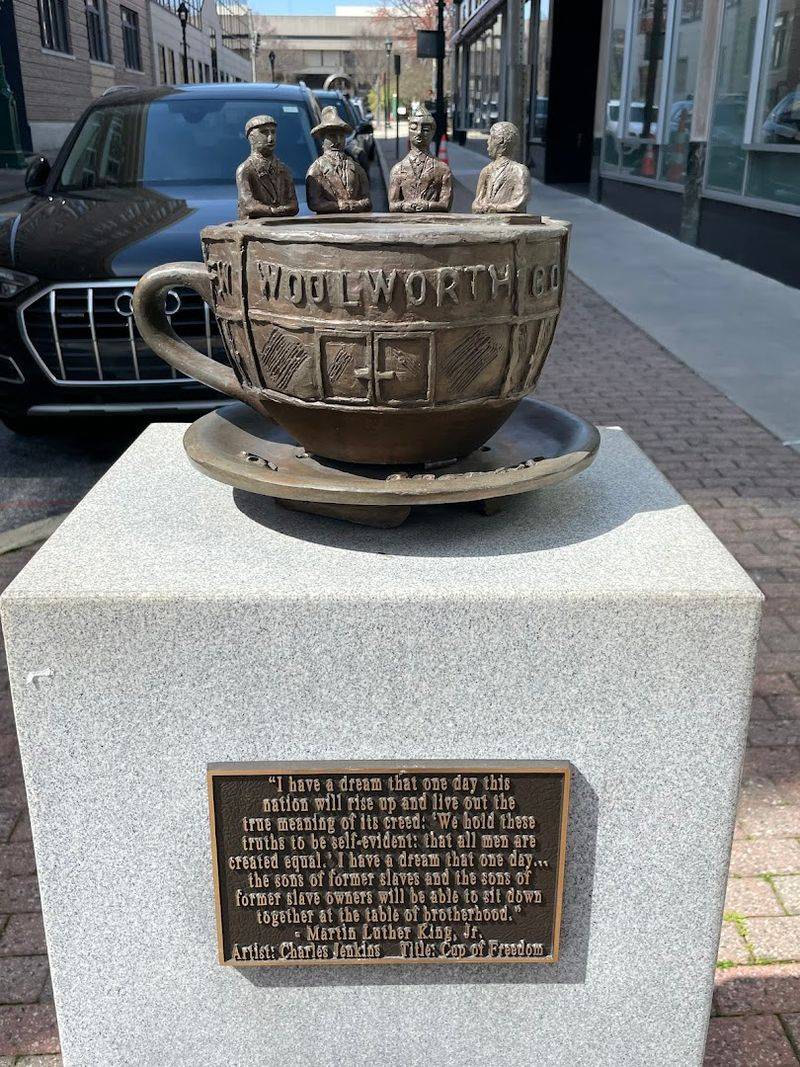 W WOOLWORTH CO
"I have a dream that one day this
nation will rise up and live out the
true meaning of its creed: 'We hold these
truths to be self-evident: that all men are
created equal.' I have a dream that one day...
the sons of former slaves and the sons of
former slave owners will be able to sit down
together at the table of brotherhood."
- Martin Luther King, Jr.
Artist: Charles Jenkins Title: Cup of Freedom